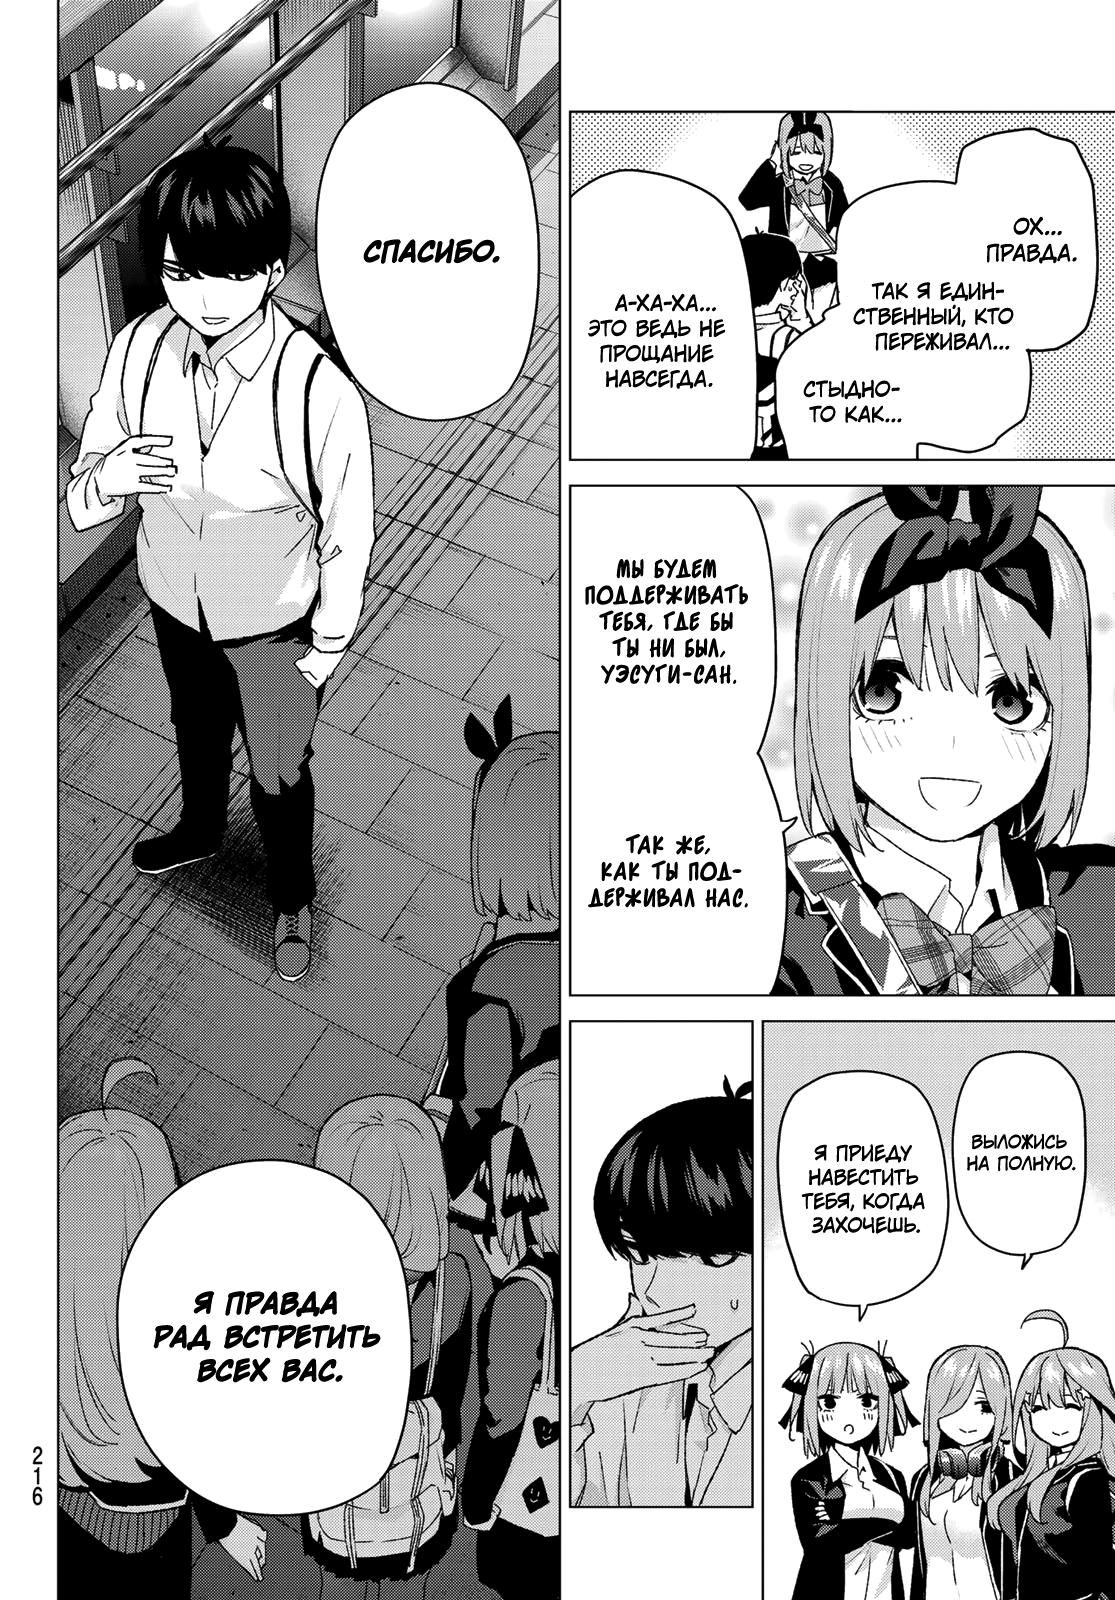 ОХ...
ПРАВДА.
ТАК Я ЕДИН-
СТВЕННЫЙ, КТО
ПЕРЕЖИВАЛ...
СТЫДНО-
ТО КАК...
А-ХА-ХА...
ЭТО ВЕДЬ НЕ
ПРОЩАНИЕ
НАВСЕГДА.
МЫ БУДЕМ
ПОДДЕРЖИВАТЬ
ТЕБЯ, ГДЕ БЫ
ТЫ НИ БЫЛ,
УЭСУГИ-САН.
ТАК ЖЕ,
КАК ТЫ ПОД-
ДЕРЖИВАЛ НАС.
ВЫЛОЖИСЬ
НА ПОЛНУЮ.
Я ПРИЕДУ
НАВЕСТИТЬ
ТЕБЯ, КОГДА
ЗАХОЧЕШЬ.
СПАСИБО.
Я ПРАВДА
РАД ВСТРЕТИТЬ
ВСЕХ ВАС.
216